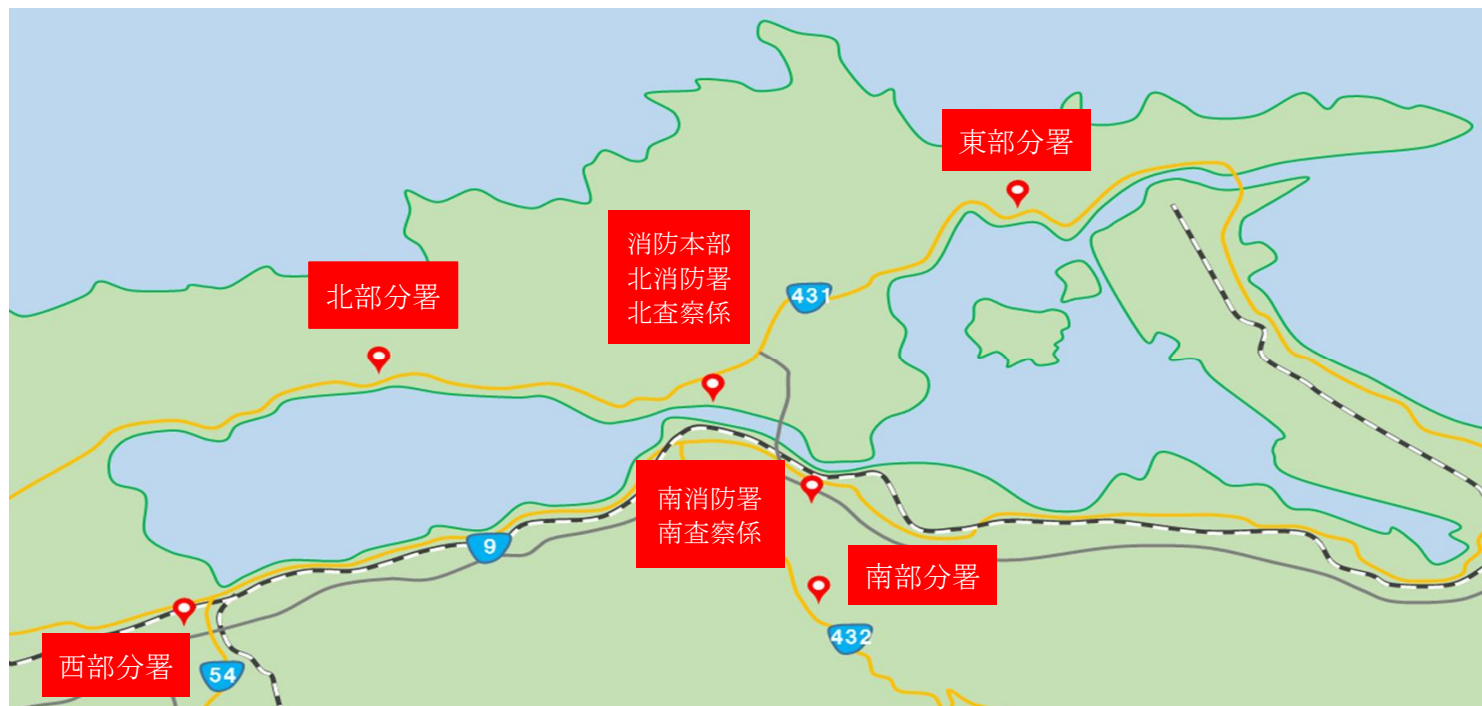 東部分署
消防本部
北消防署
北査察係
北部分署
431
南消防署
南査察係
9
南部分署
432
西部分署
54